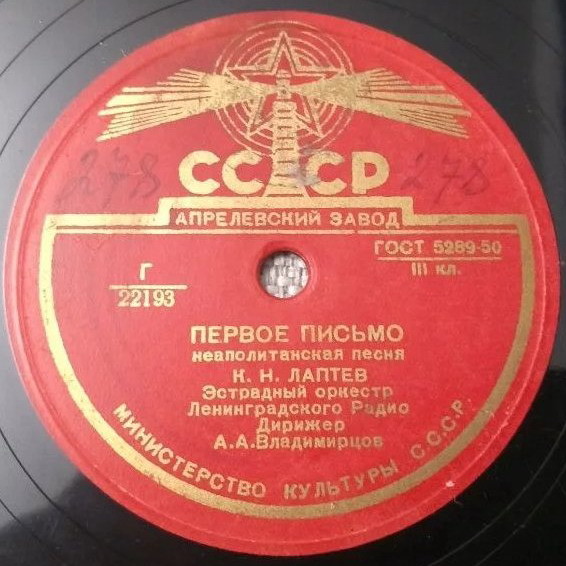 СССР
278 278
АПРЕЛЕВСКИЙ ЗАВОД
ГОСТ 5289-50
III кл.
Г
22193
ПЕРВОЕ ПИСЬМО
неаполитанская песня
К. Н. ЛАПТЕВ
Эстрадный оркестр
Ленинградского Радио
Дирижер
А.А.Владимирцов
МИНИСТЕРСТВО КУЛЬТУРЫ С.С.С.Р.